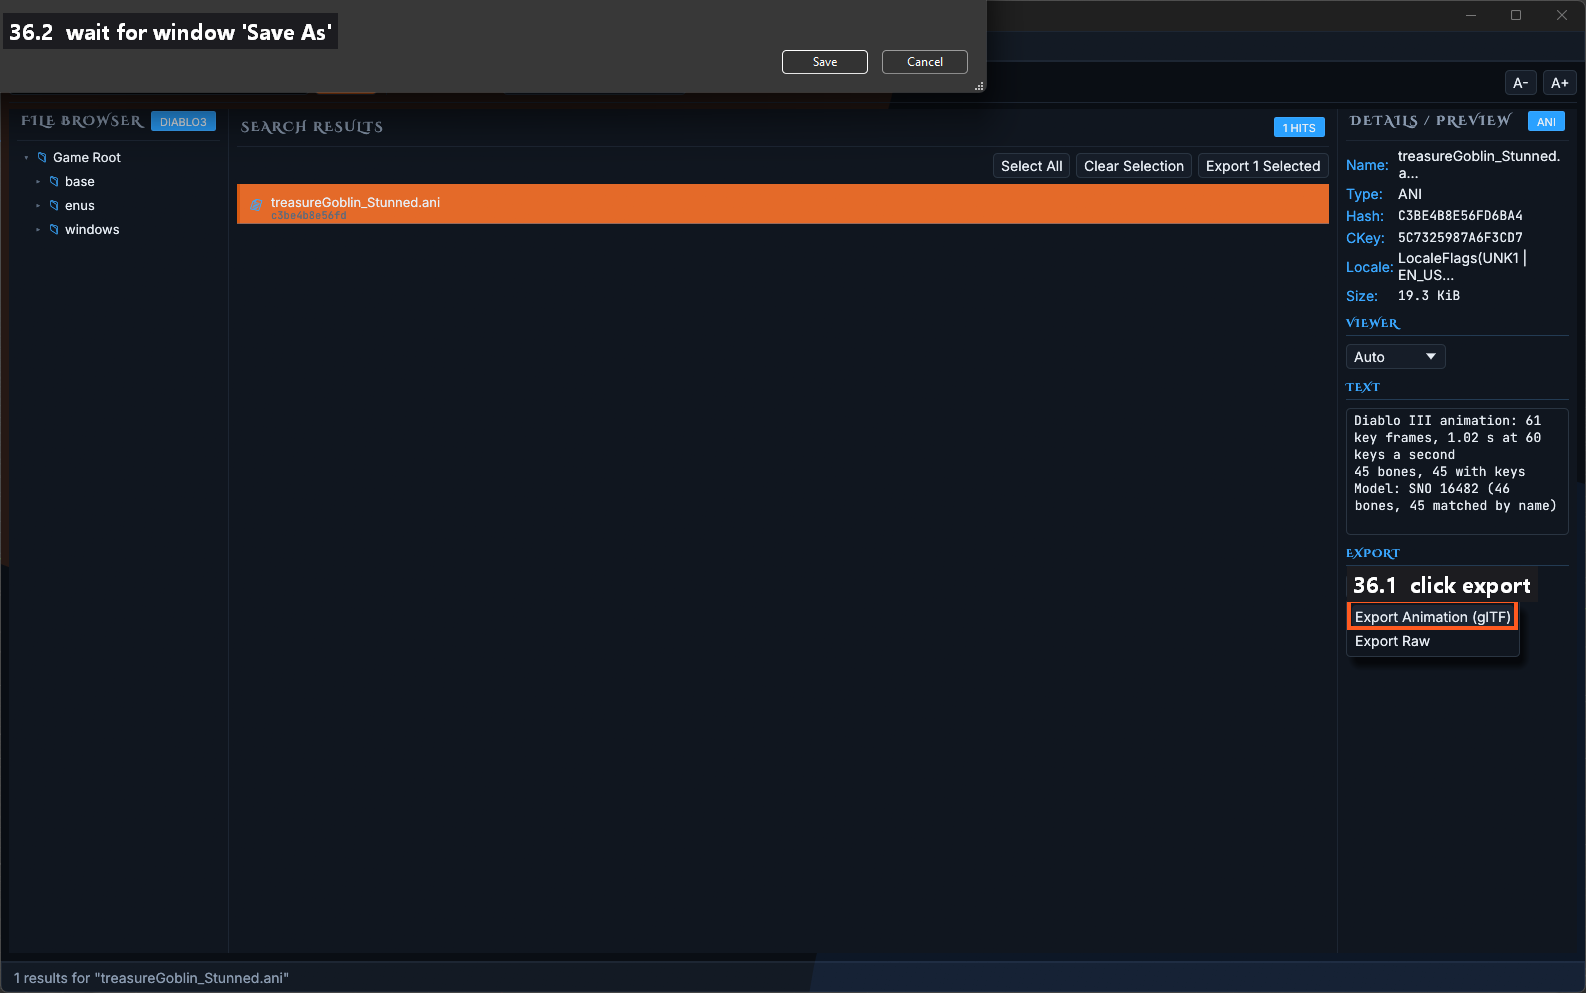 36.2 wait for window 'Save As'
Save
Cancel
A-
A+
FILE BROWSER
DIABLO3
Game Root
base
enus
windows
SEARCH RESULTS
1 HITS
Select All
Clear Selection
Export 1 Selected
treasureGoblin_Stunned.ani
c3be4b8e56fd
DETAILS / PREVIEW
ANI
Name: treasureGoblin_Stunned.
a...
Type: ANI
Hash: C3BE4B8E56FD6BA4
CKey: 5C7325987A6F3CD7
Locale: LocaleFlags(UNK1 |
EN_US...
Size: 19.3 KiB
VIEWER
Auto
TEXT
Diablo III animation: 61
key frames, 1.02 s at 60
keys a second
45 bones, 45 with keys
Model: SNO 16482 (46
bones, 45 matched by name)
EXPORT
36.1 click export
Export Animation (glTF)
Export Raw
1 results for "treasureGoblin_Stunned.ani"